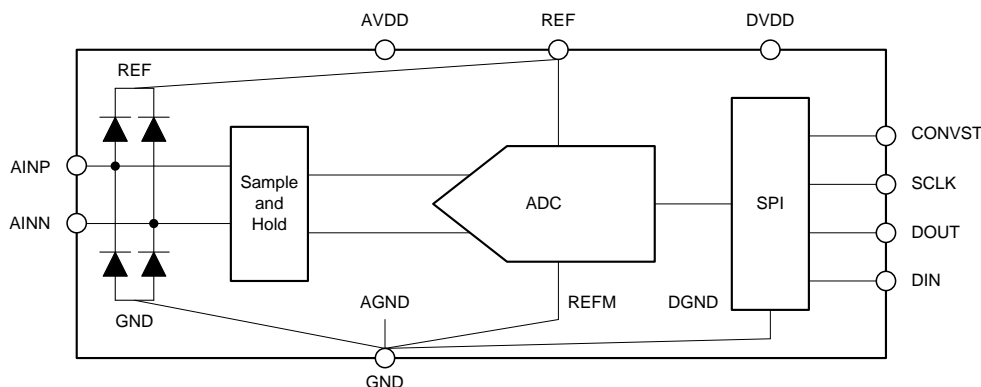 AVDD
REF
DVDD
REF
AINP
AINN
Sample
and
Hold
ADC
SPI
CONVST
SCLK
DOUT
DIN
GND
AGND
REFM
DGND
GND